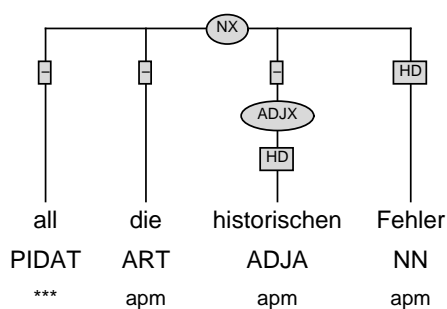 NX
– – – HD
ADJX
HD
all die historischen Fehler
PIDAT ART ADJA NN
*** apm apm apm